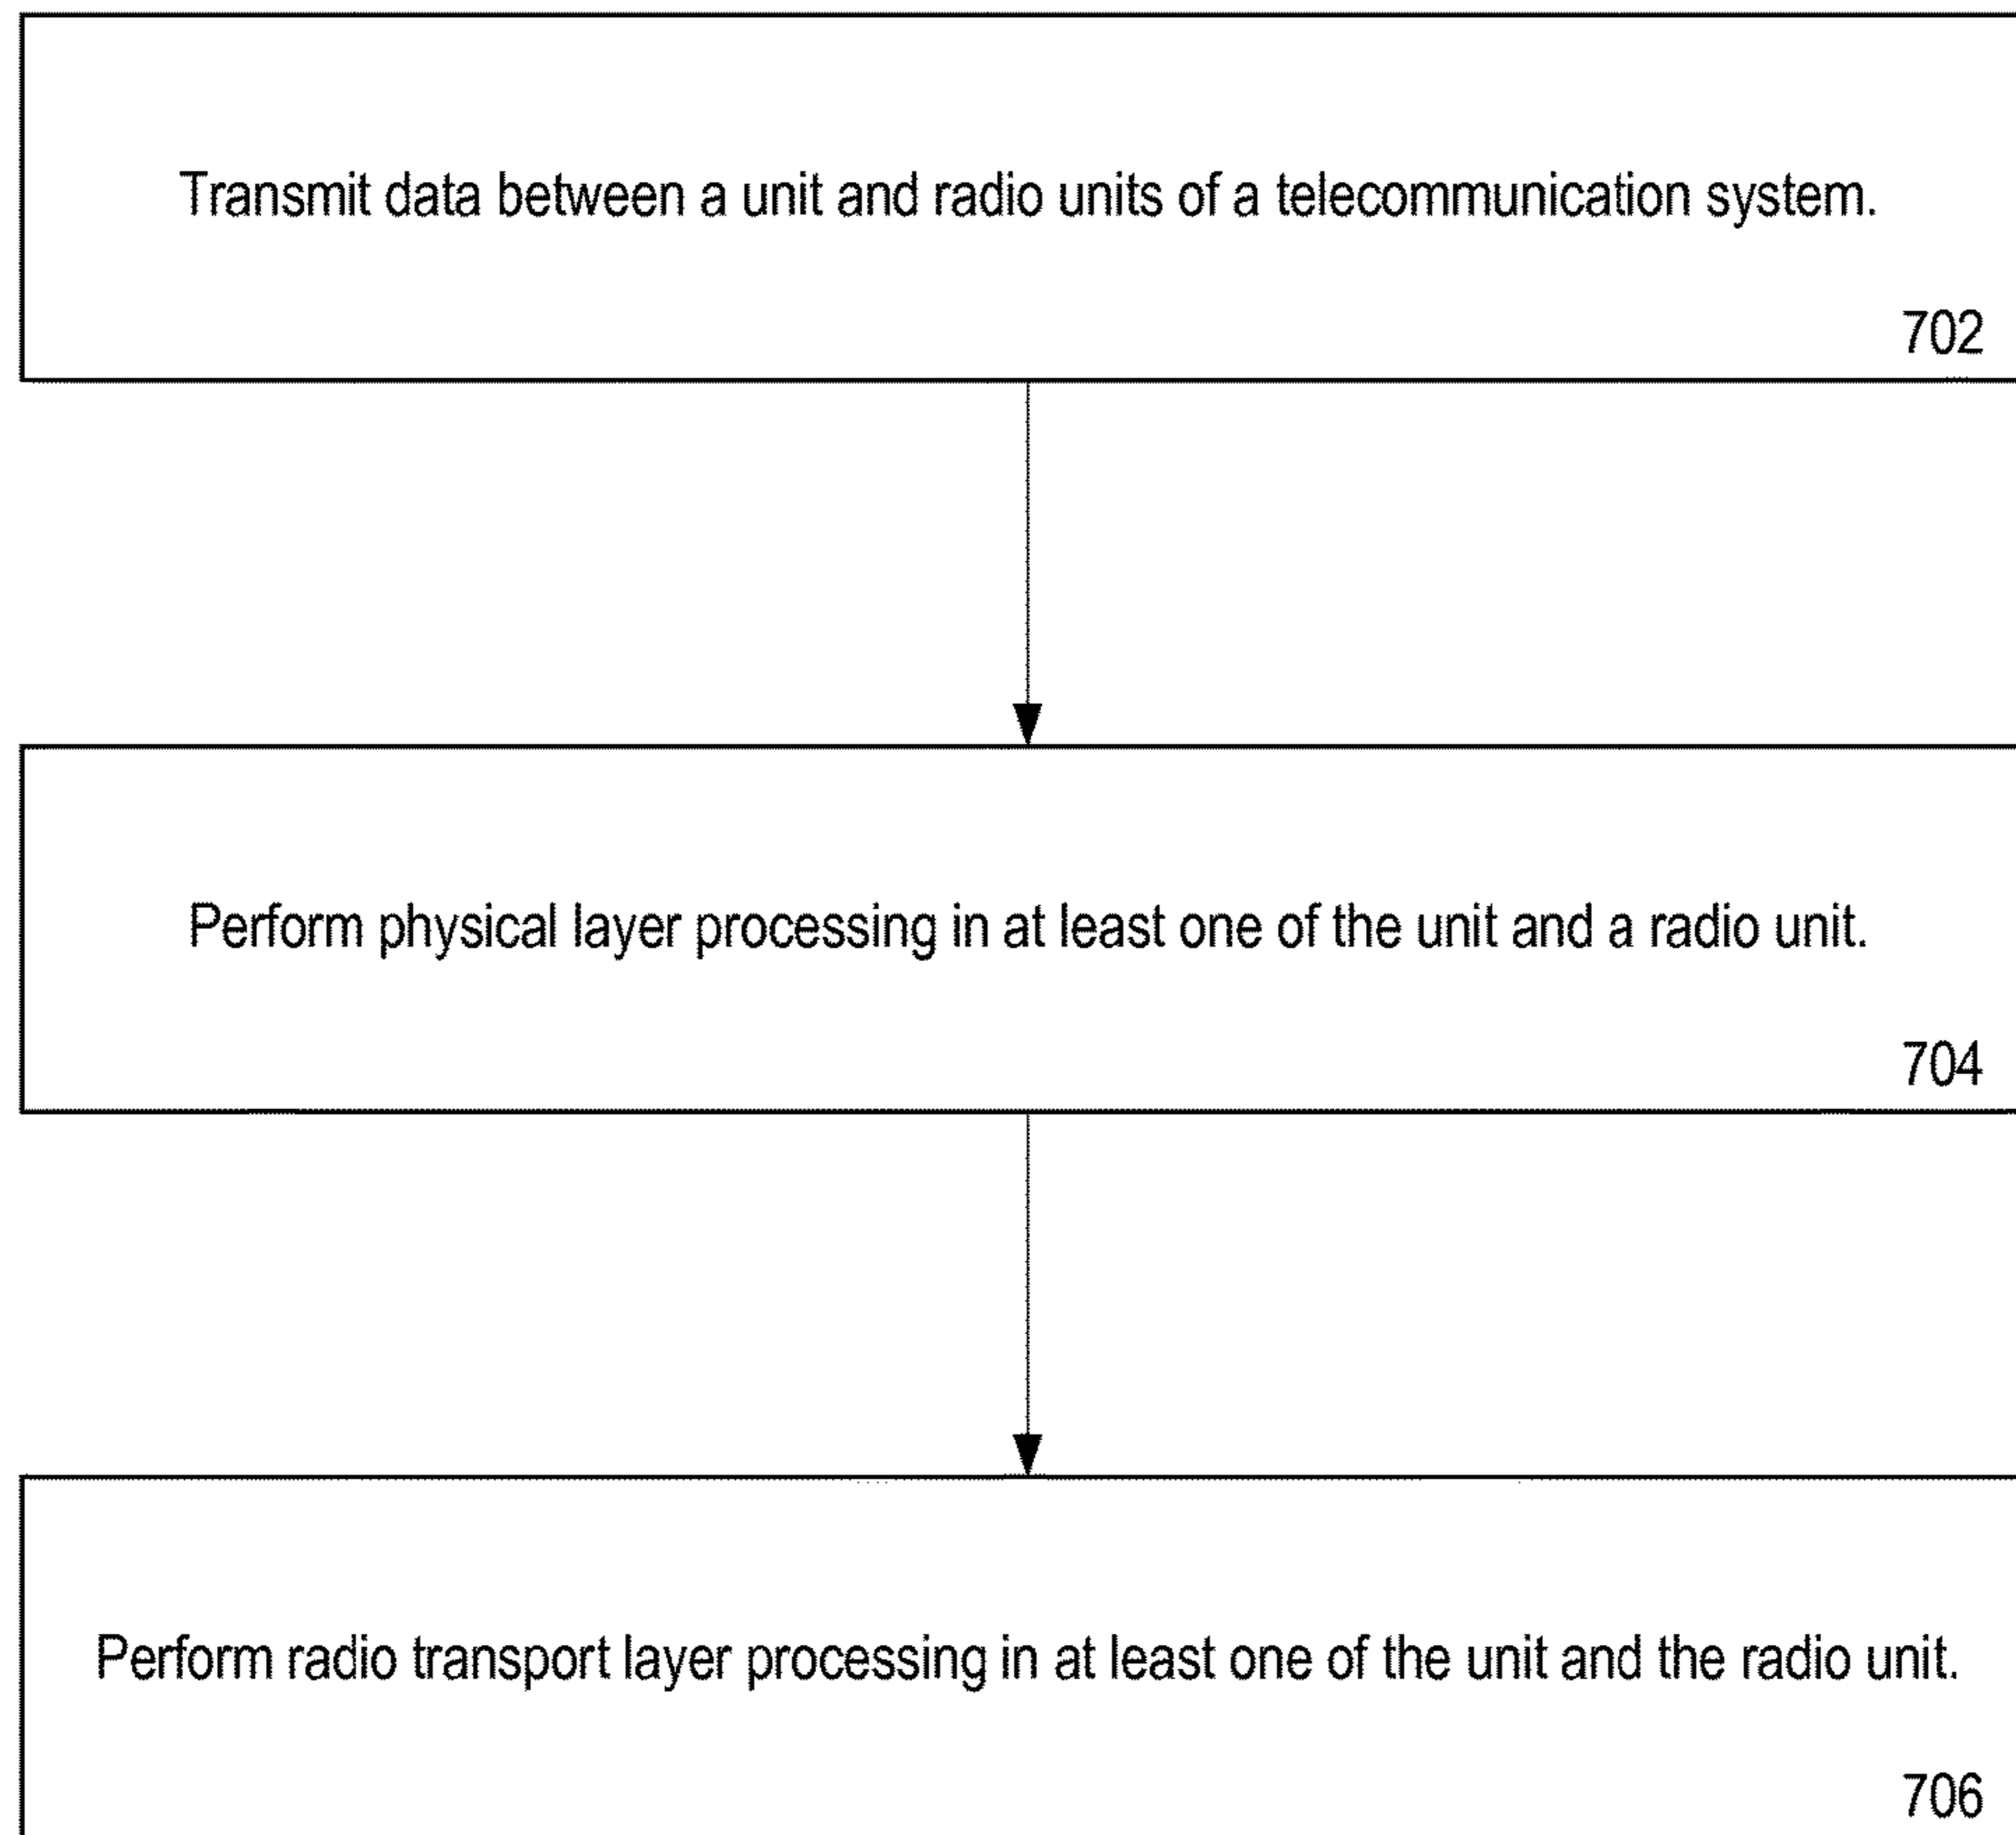 Transmit data between a unit and radio units of a telecommunication system.
702
Perform physical layer processing in at least one of the unit and a radio unit.
704
Perform radio transport layer processing in at least one of the unit and the radio unit.
706